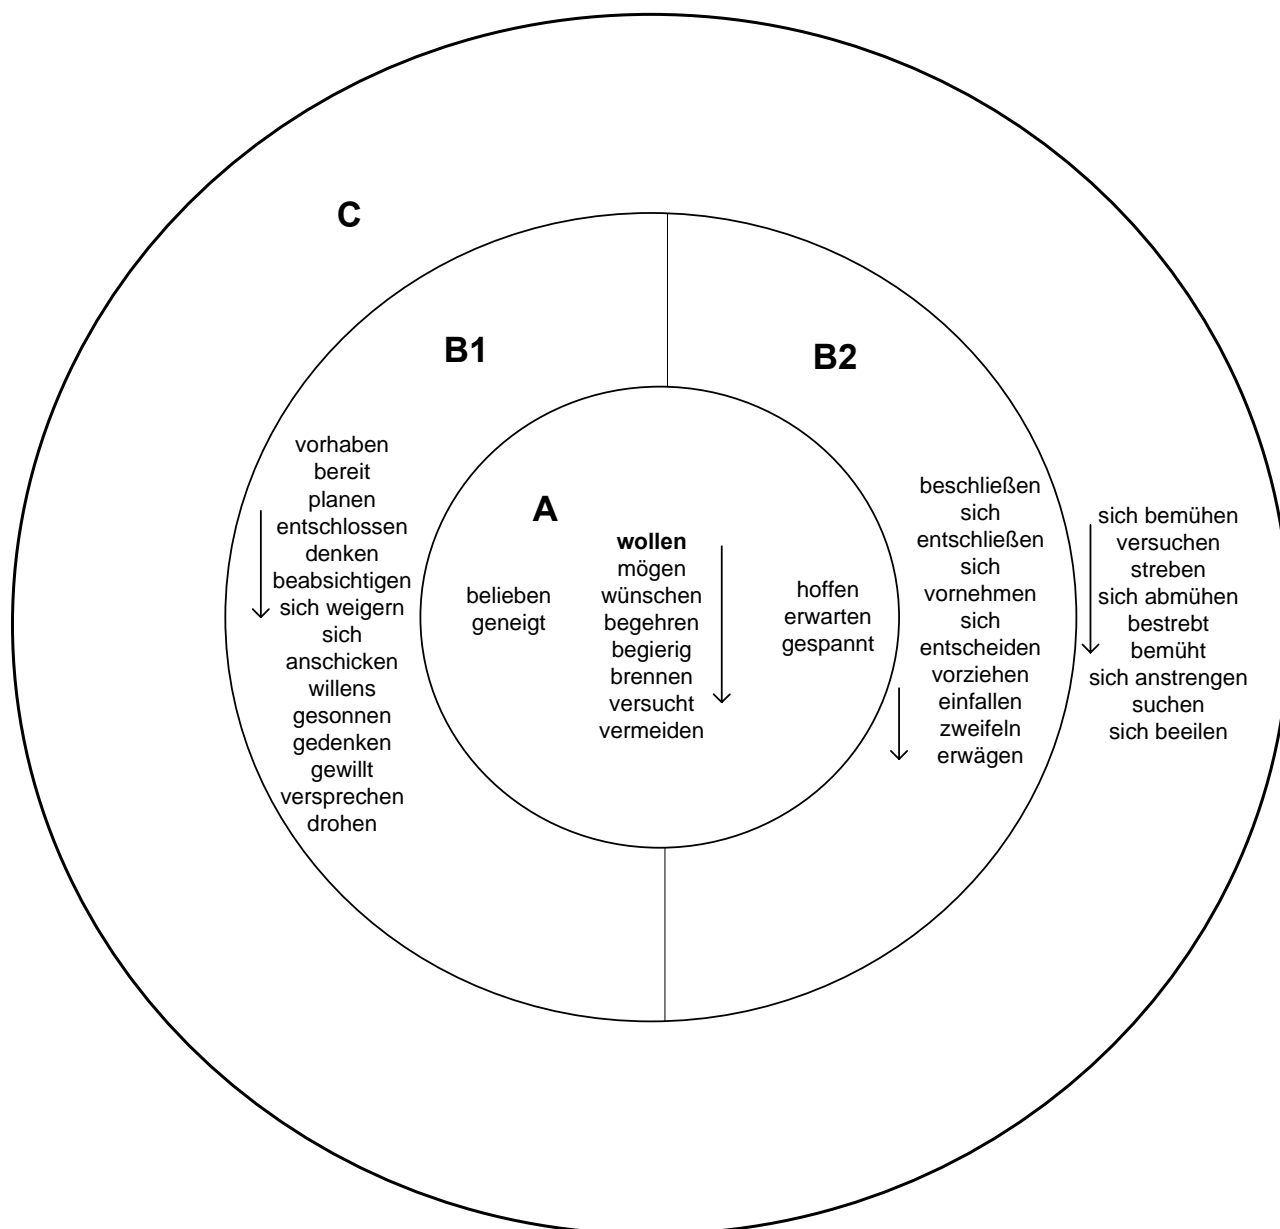 C
B1
B2
vorhaben
bereit
planen
entschlossen
denken
beabsichtigen
sich weigern
sich
anschicken
willens
gesonnen
gedenken
gewillt
versprechen
drohen
A
belieben
geneigt
wollen
mögen
wünschen
begehren
begierig
brennen
versucht
vermeiden
hoffen
erwarten
gespannt
beschließen
sich
entschließen
sich
vornehmen
sich
entscheiden
vorziehen
einfallen
zweifeln
erwägen
sich bemühen
versuchen
streben
sich abmühen
bestrebt
bemüht
sich anstrengen
suchen
sich beeilen